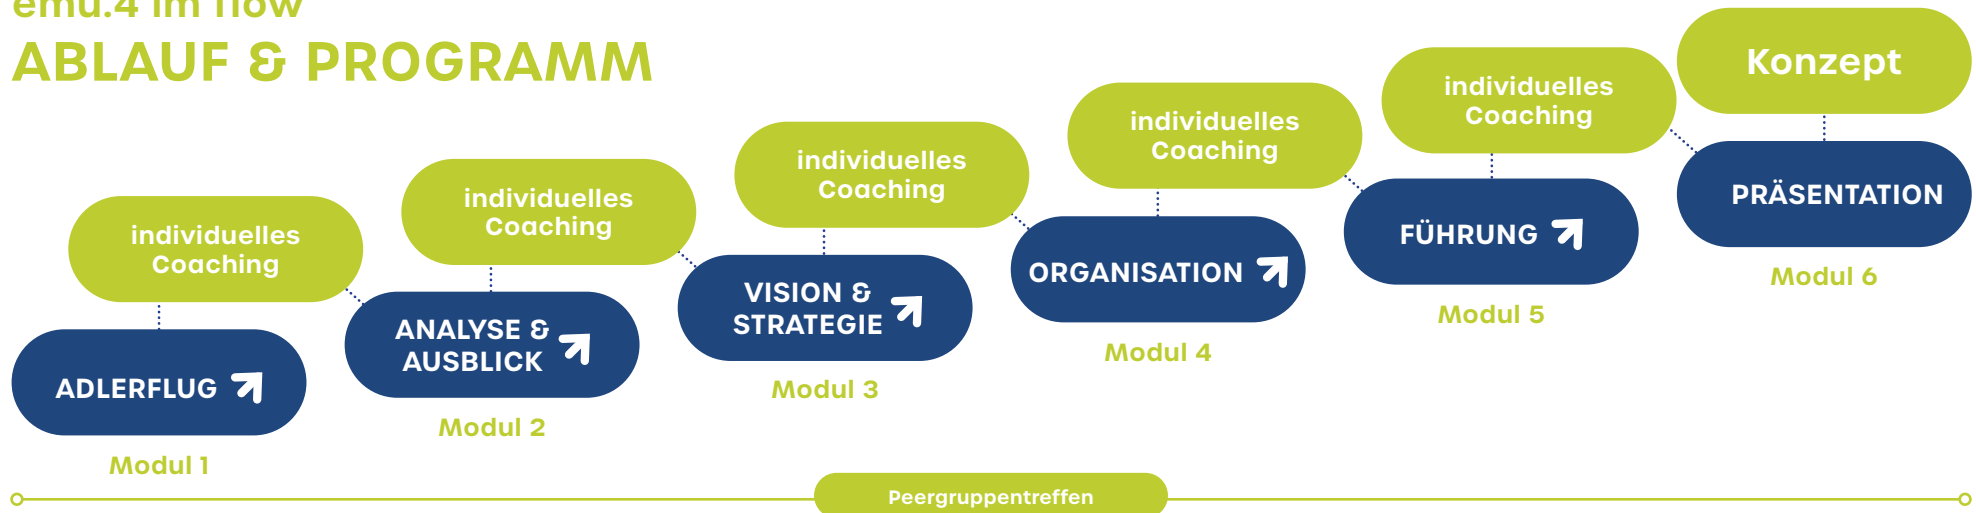 emu.4 im flow
ABLAUF & PROGRAMM
individuelles
Coaching
ADLERFLUG
Modul 1
individuelles
Coaching
ANALYSE &
AUSBLICK
Modul 2
individuelles
Coaching
VISION &
STRATEGIE
Modul 3
individuelles
Coaching
ORGANISATION
Modul 4
individuelles
Coaching
FÜHRUNG
Modul 5
Konzept
PRÄSENTATION
Modul 6
Peergruppentreffen